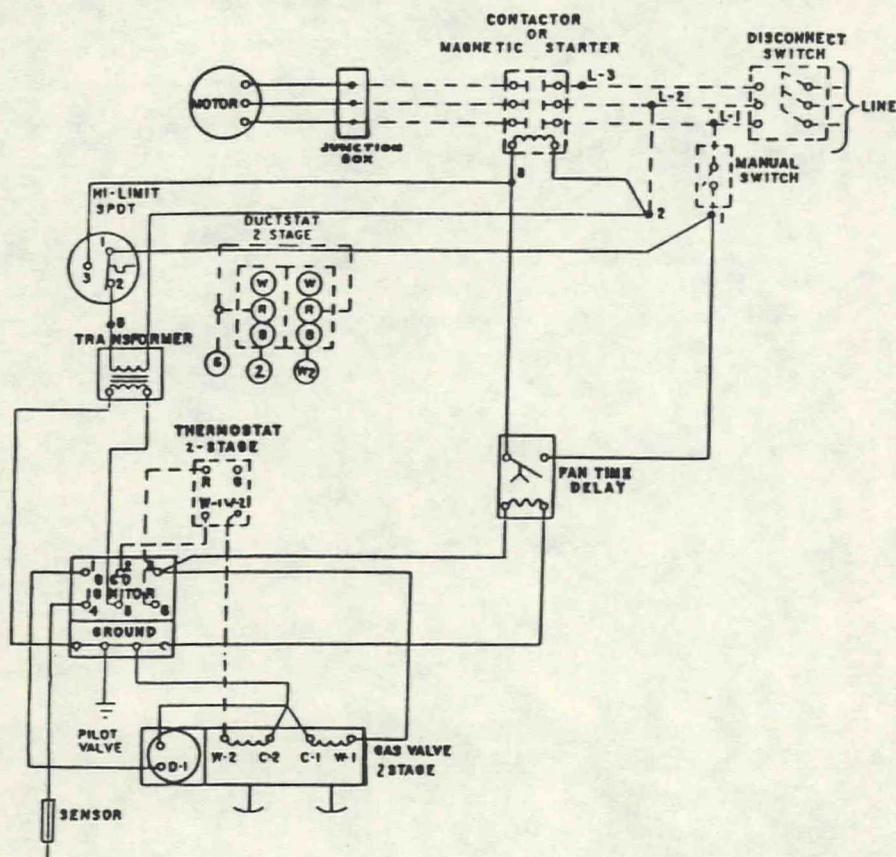 CONTACTOR
OR
MAGNETIC STARTER
DISCONNECT
SWITCH
L-3
L-2
L-1
LINE
MOTOR
JUNCTION
BOX
MANUAL
SWITCH
8
2
1
HI-LIMIT
SPDT
1
3
2
DUCTSTAT
2 STAGE
W
W
R
R
B
B
2
W2
TRANSFORMER
THERMOSTAT
2-STAGE
R
G
W-1
W-2
FAN TIME
DELAY
1
2
3
IGNITOR
4
5
6
GROUND
PILOT
VALVE
D-1
W-2
C-2
C-1
W-1
GAS VALVE
2 STAGE
SENSOR